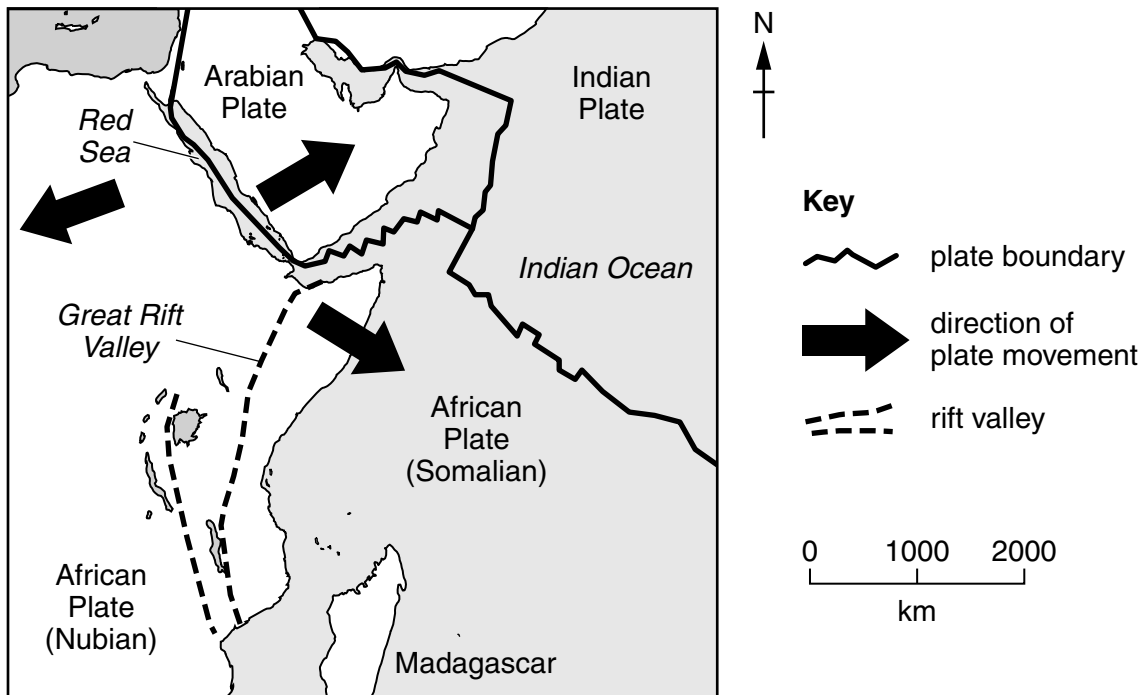 Arabian
Plate
Indian
Plate
Red
Sea
Indian Ocean
Great Rift
Valley
African
Plate
(Somalian)
African
Plate
(Nubian)
Madagascar
N
Key
plate boundary
direction of
plate movement
rift valley
0 1000 2000
km